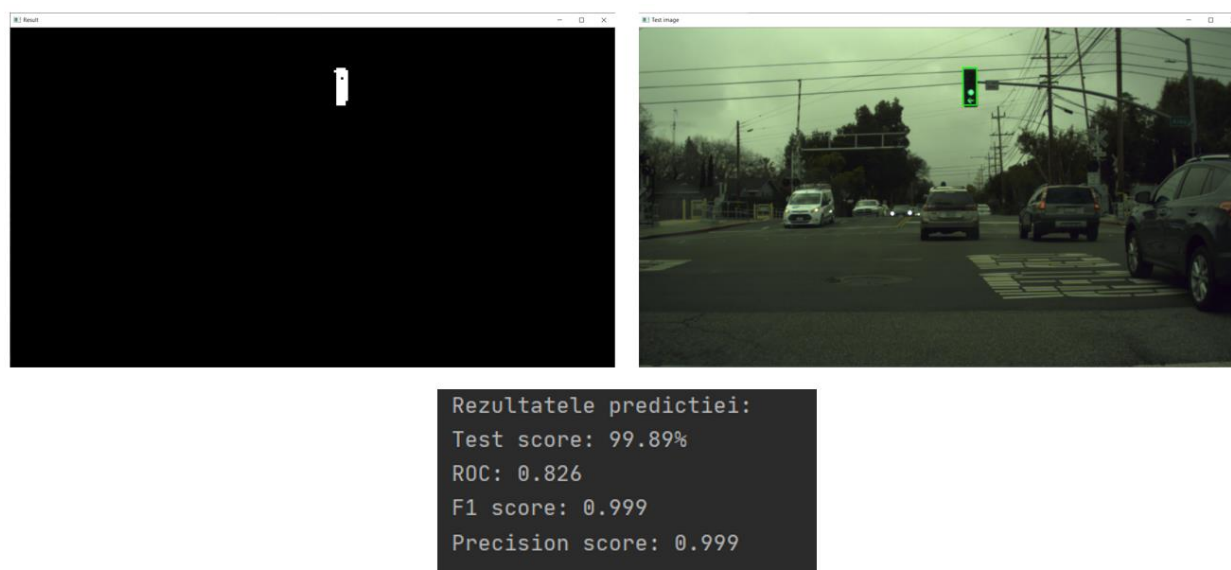 Result
Test image
Rezultatele predictiei:
Test score: 99.89%
ROC: 0.826
F1 score: 0.999
Precision score: 0.999